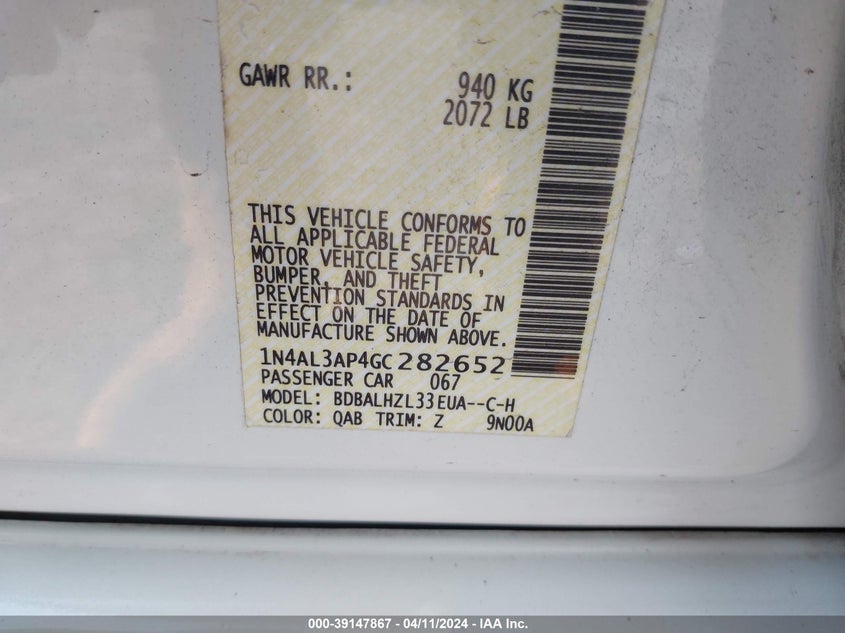 GAWR RR.: 940 KG
2072 LB
THIS VEHICLE CONFORMS TO
ALL APPLICABLE FEDERAL
MOTOR VEHICLE SAFETY,
BUMPER, AND THEFT
PREVENTION STANDARDS IN
EFFECT ON THE DATE OF
MANUFACTURE SHOWN ABOVE.
1N4AL3AP4GC282652
PASSENGER CAR 067
MODEL: BDBALHZL33EUA--C-H
COLOR: QAB TRIM: Z 9N00A
000-39147867 - 04/11/2024 - IAA Inc.